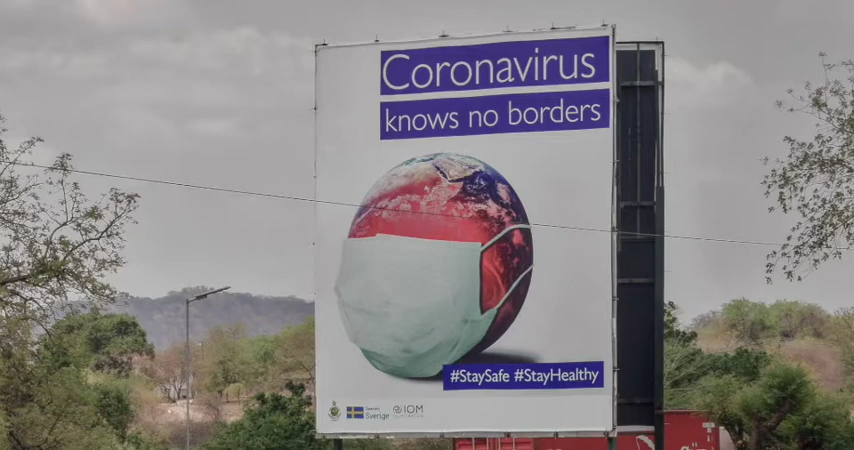 Coronavirus
knows no borders
#StaySafe #StayHealthy
Sverige
IOM